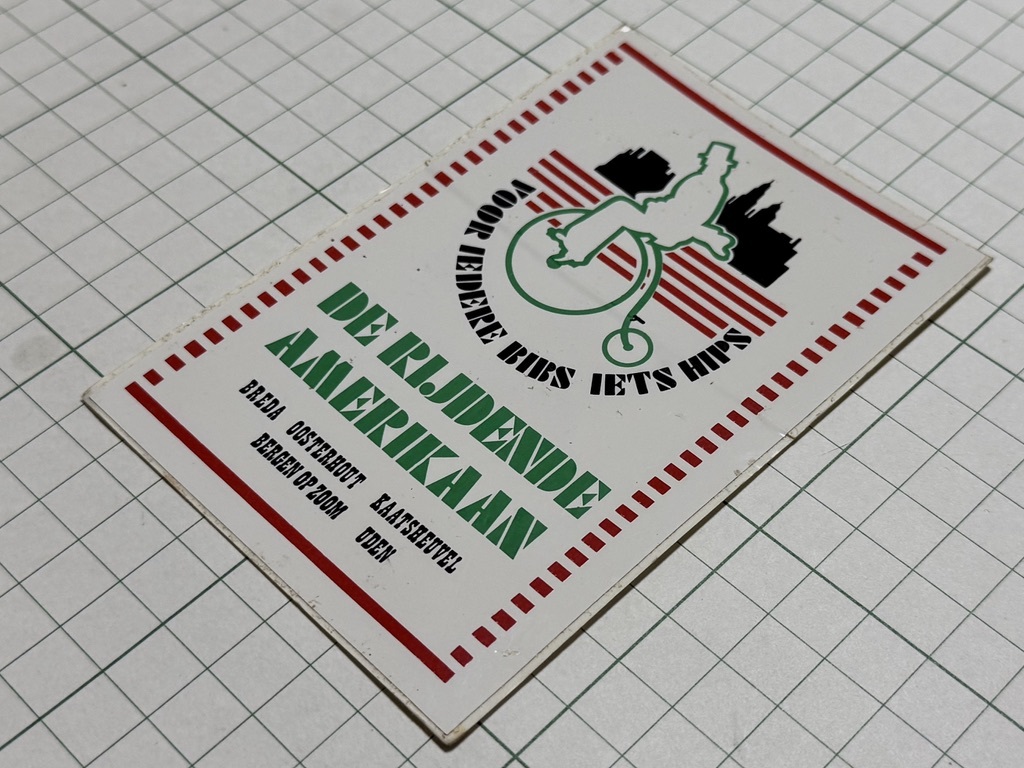 VOOR IEDERE BIBS IETS HIPS
DE RIJDENDE
AMERIKAAN
BREDA OOSTERHOUT KAATSHEUVEL
BERGEN OP ZOOM UDEN